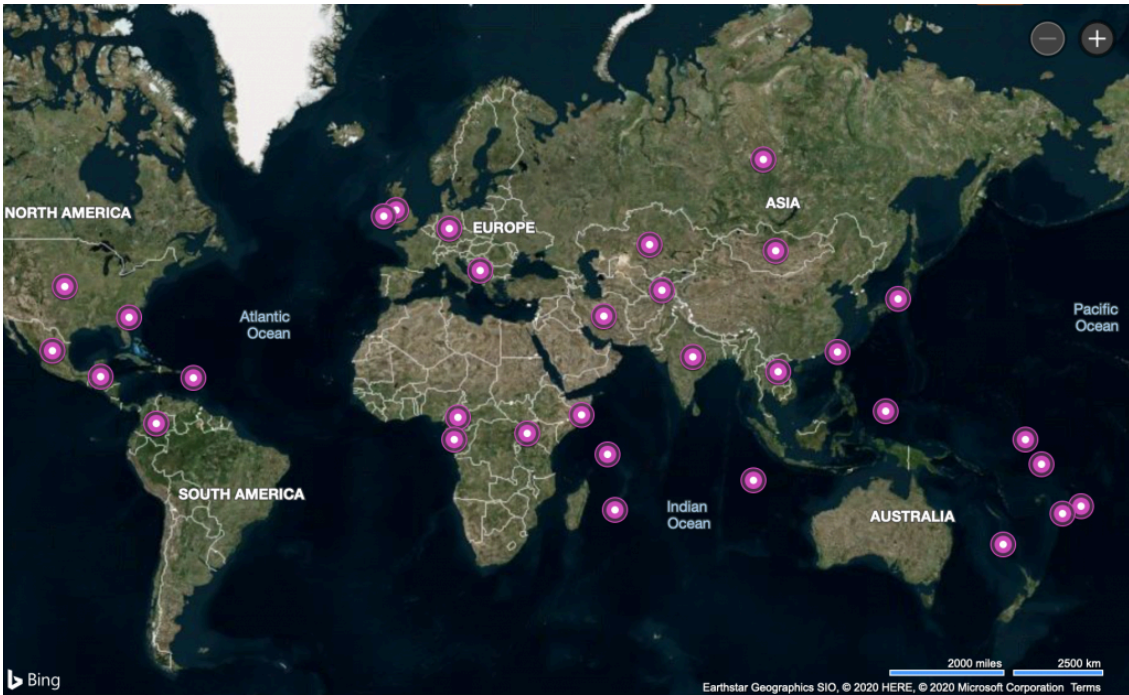 − +
ASIA
NORTH AMERICA
EUROPE
Atlantic
Ocean
Pacific
Ocean
SOUTH AMERICA
Indian
Ocean
AUSTRALIA
2000 miles 2500 km
Bing
Earthstar Geographics SIO, © 2020 HERE, © 2020 Microsoft Corporation Terms